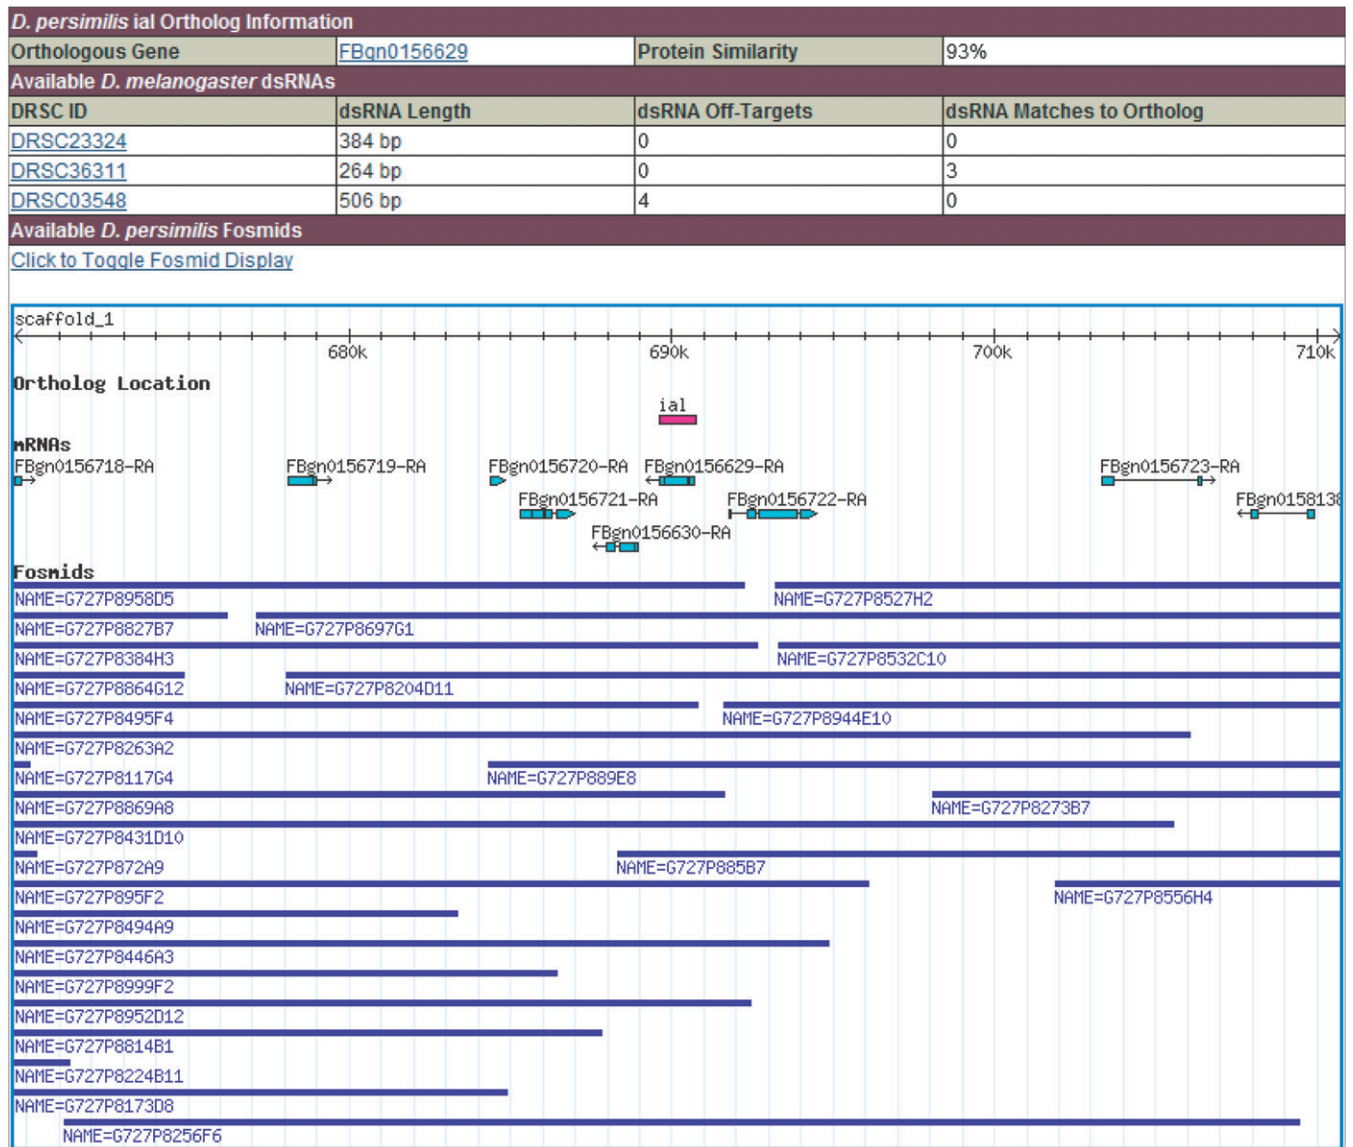 D. persimilis ial Ortholog Information
Orthologous Gene FBgn0156629 Protein Similarity 93%
Available D. melanogaster dsRNAs
DRSC ID dsRNA Length dsRNA Off-Targets dsRNA Matches to Ortholog
DRSC23324 384 bp 0 0
DRSC36311 264 bp 0 3
DRSC03548 506 bp 4 0
Available D. persimilis Fosmids
Click to Toggle Fosmid Display
scaffold_1
680k 690k 700k 710k
Ortholog Location
ial
mRNAs
FBgn0156718-RA FBgn0156719-RA FBgn0156720-RA FBgn0156629-RA FBgn0156723-RA
FBgn0156721-RA FBgn0156722-RA FBgn0158138
FBgn0156630-RA
Fosmids
NAME=G727P8958D5 NAME=G727P8527H2
NAME=G727P8827B7 NAME=G727P8697G1
NAME=G727P8384H3 NAME=G727P8532C10
NAME=G727P8864G12 NAME=G727P8204D11
NAME=G727P8495F4 NAME=G727P8944E10
NAME=G727P8263A2
NAME=G727P8117G4 NAME=G727P889E8
NAME=G727P8869A8 NAME=G727P8273B7
NAME=G727P8431D10
NAME=G727P872A9 NAME=G727P885B7
NAME=G727P895F2 NAME=G727P8556H4
NAME=G727P8494A9
NAME=G727P8446A3
NAME=G727P8999F2
NAME=G727P8952D12
NAME=G727P8814B1
NAME=G727P8224B11
NAME=G727P8173D8
NAME=G727P8256F6